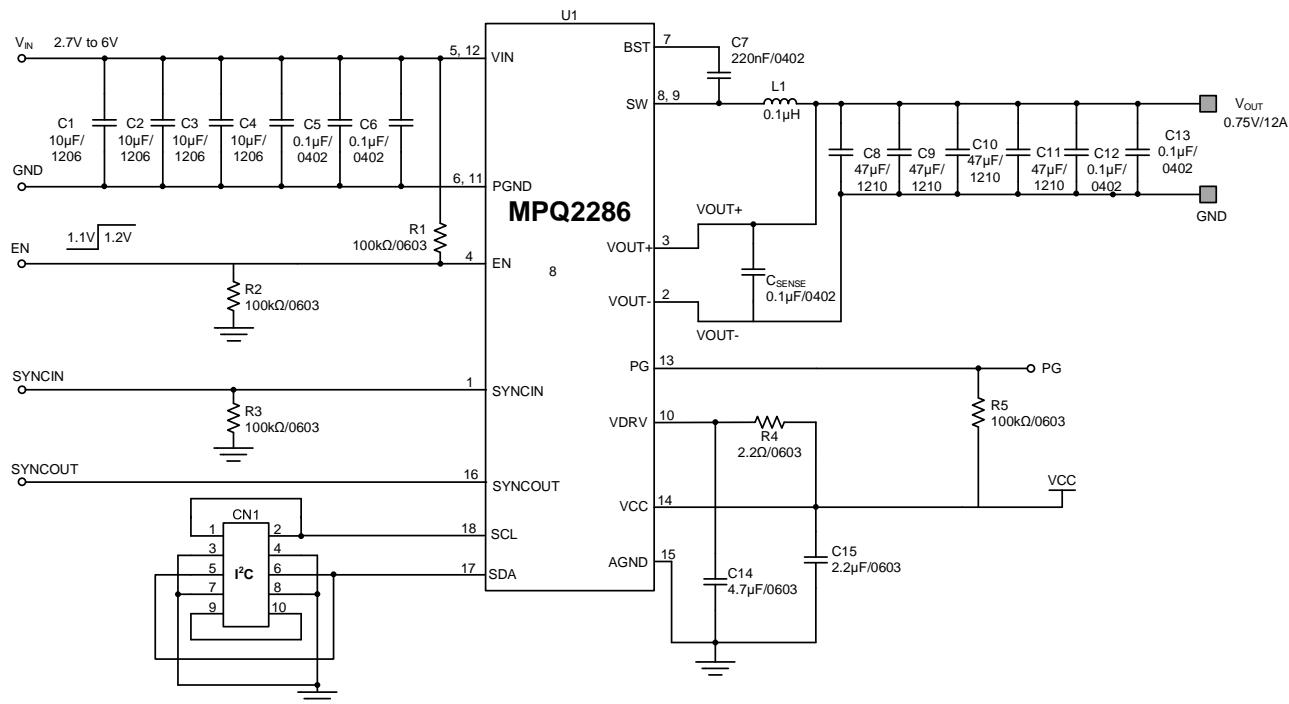 U1
V_IN 2.7V to 6V
5, 12
VIN
C1
10µF/
1206
C2
10µF/
1206
C3
10µF/
1206
C4
10µF/
1206
C5
0.1µF/
0402
C6
0.1µF/
0402
GND
6, 11
PGND
MPQ2286
R1
100kΩ/0603
EN
1.1V
1.2V
4
EN
8
R2
100kΩ/0603
SYNCIN
1
SYNCIN
R3
100kΩ/0603
SYNCOUT
16
SYNCOUT
CN1
1
2
3
4
5
6
7
8
9
10
I²C
18
SCL
17
SDA
BST
7
C7
220nF/0402
SW
8, 9
L1
0.1µH
V_OUT
0.75V/12A
C8
47µF/
1210
C9
47µF/
1210
C10
47µF/
1210
C11
47µF/
1210
C12
0.1µF/
0402
C13
0.1µF/
0402
GND
VOUT+
VOUT+
3
C_SENSE
0.1µF/0402
VOUT-
2
VOUT-
PG
13
PG
R5
100kΩ/0603
VDRV
10
R4
2.2Ω/0603
VCC
14
VCC
AGND
15
C14
4.7µF/0603
C15
2.2µF/0603